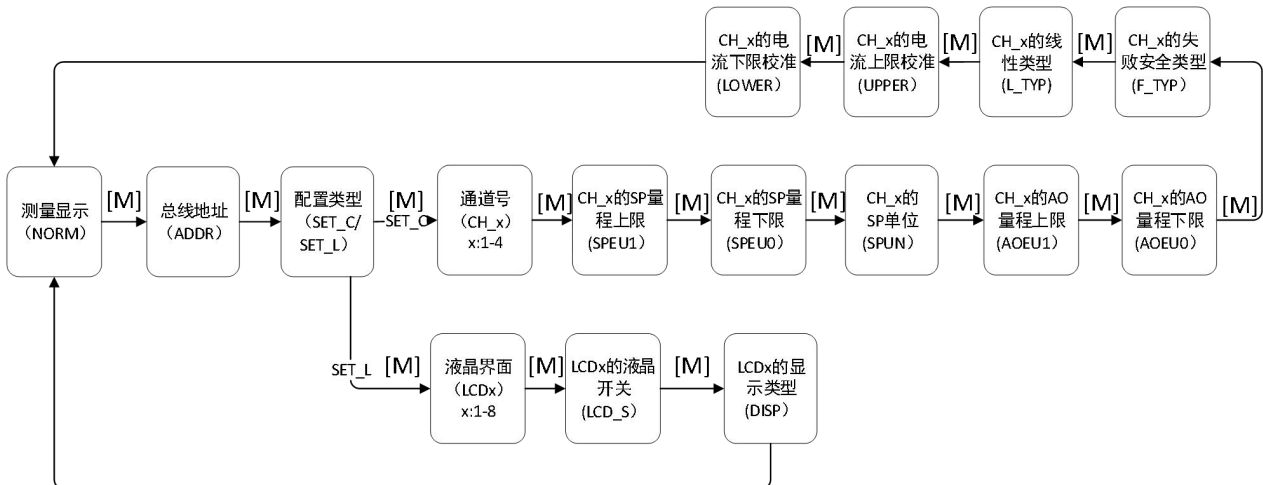 CH_x的电
流下限校准
(LOWER）
[M]
CH_x的电
流上限校准
(UPPER)
[M]
CH_x的线
性类型
(L_TYP)
[M]
CH_x的失
败安全类型
(F_TYP）
测量显示
（NORM）
[M]
总线地址
（ADDR）
[M]
配置类型
（SET_C/
SET_L）
[M]
SET_C
通道号
（CH_x）
x:1-4
[M]
CH_x的SP量
程上限
(SPEU1)
[M]
CH_x的SP量
程下限
(SPEU0)
[M]
CH_x的
SP单位
(SPUN)
[M]
CH_x的AO
量程上限
(AOEU1)
[M]
CH_x的AO
量程下限
(AOEU0)
[M]
SET_L
[M]
液晶界面
（LCDx）
x:1-8
[M]
LCDx的液晶
开关
(LCD_S）
[M]
LCDx的显
示类型
(DISP）